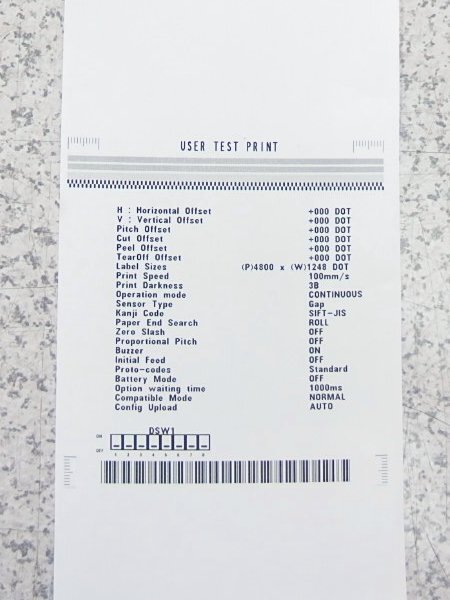 USER TEST PRINT
H : Horizontal Offset +000 DOT
V : Vertical Offset +000 DOT
Pitch Offset +000 DOT
Cut Offset +000 DOT
Peel Offset +000 DOT
TearOff Offset +000 DOT
Label Sizes (P)4800 x (W)1248 DOT
Print Speed 100mm/s
Print Darkness 3B
Operation mode CONTINUOUS
Sensor Type Gap
Kanji Code SIFT-JIS
Paper End Search ROLL
Zero Slash OFF
Proportional Pitch OFF
Buzzer ON
Initial Feed OFF
Proto-codes Standard
Battery Mode OFF
Option waiting time 1000ms
Compatible Mode NORMAL
Config Upload AUTO
DSW1
ON
OFF
1 2 3 4 5 6 7 8